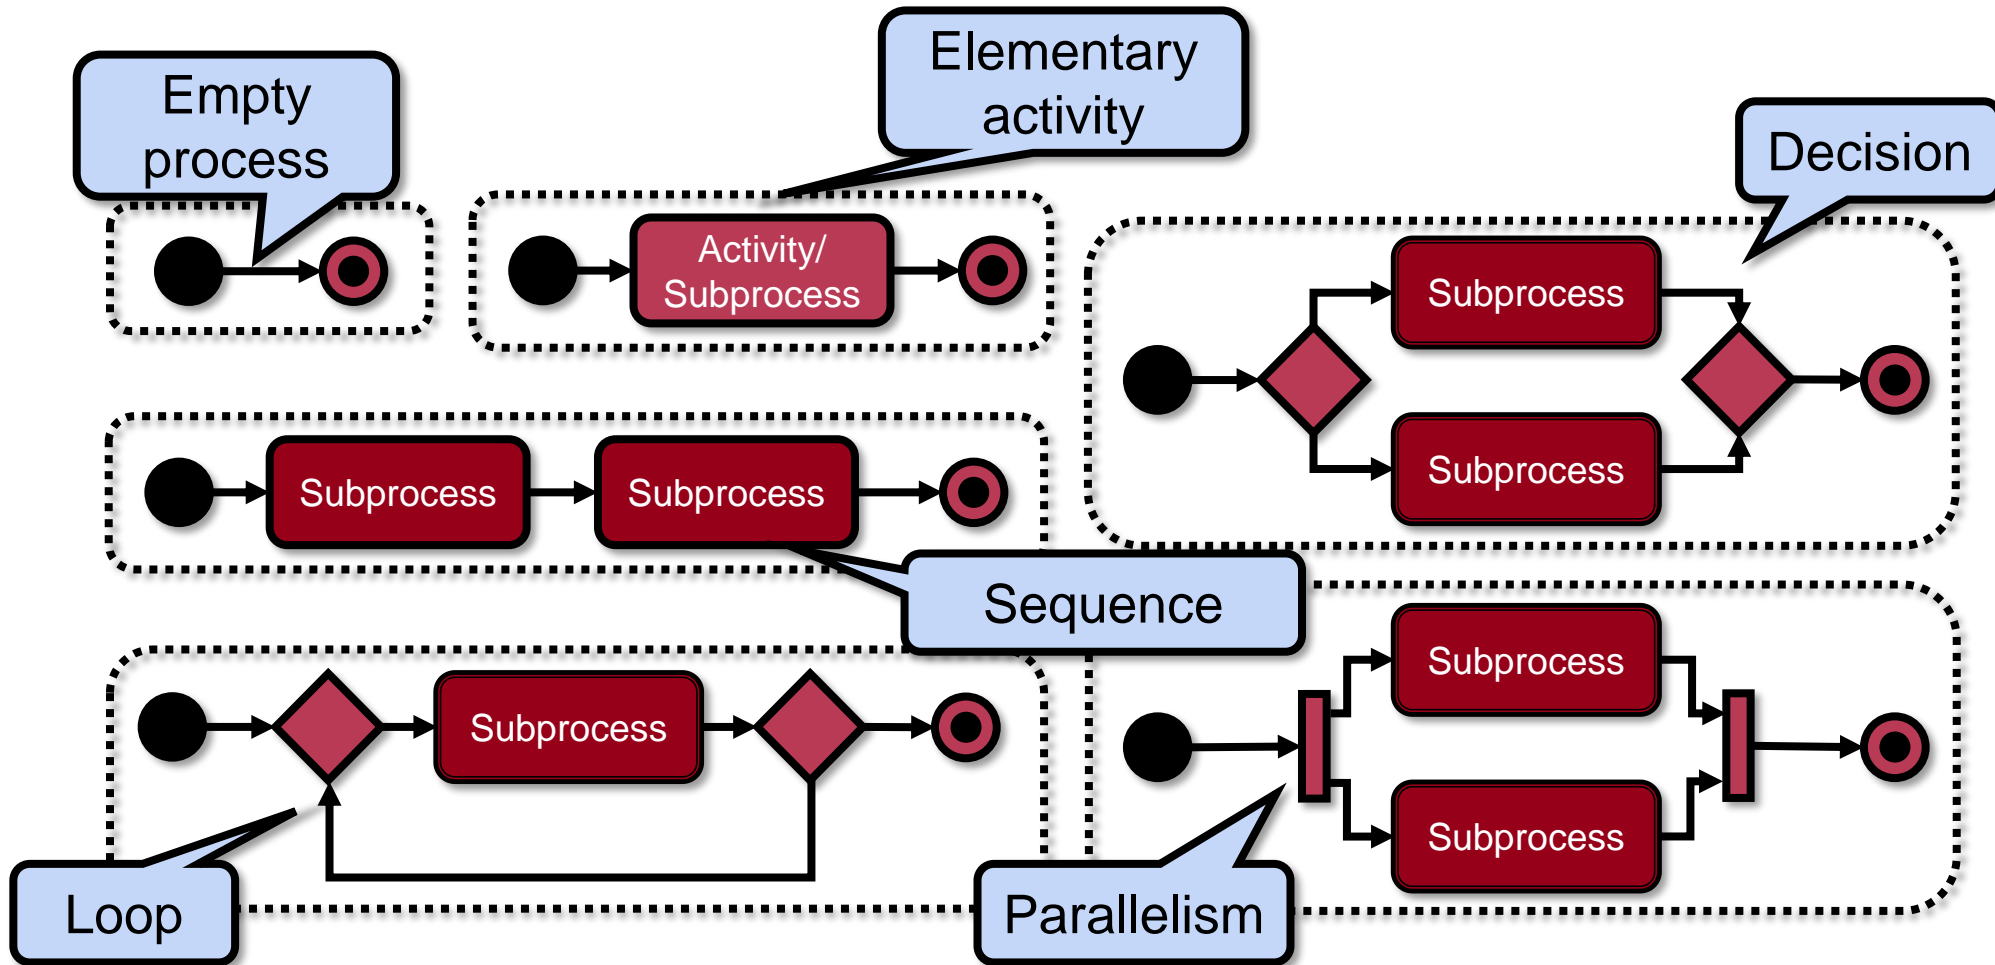 Empty
process
Elementary
activity
Decision
Activity/
Subprocess
Subprocess
Subprocess
Subprocess
Subprocess
Sequence
Subprocess
Subprocess
Subprocess
Loop
Parallelism